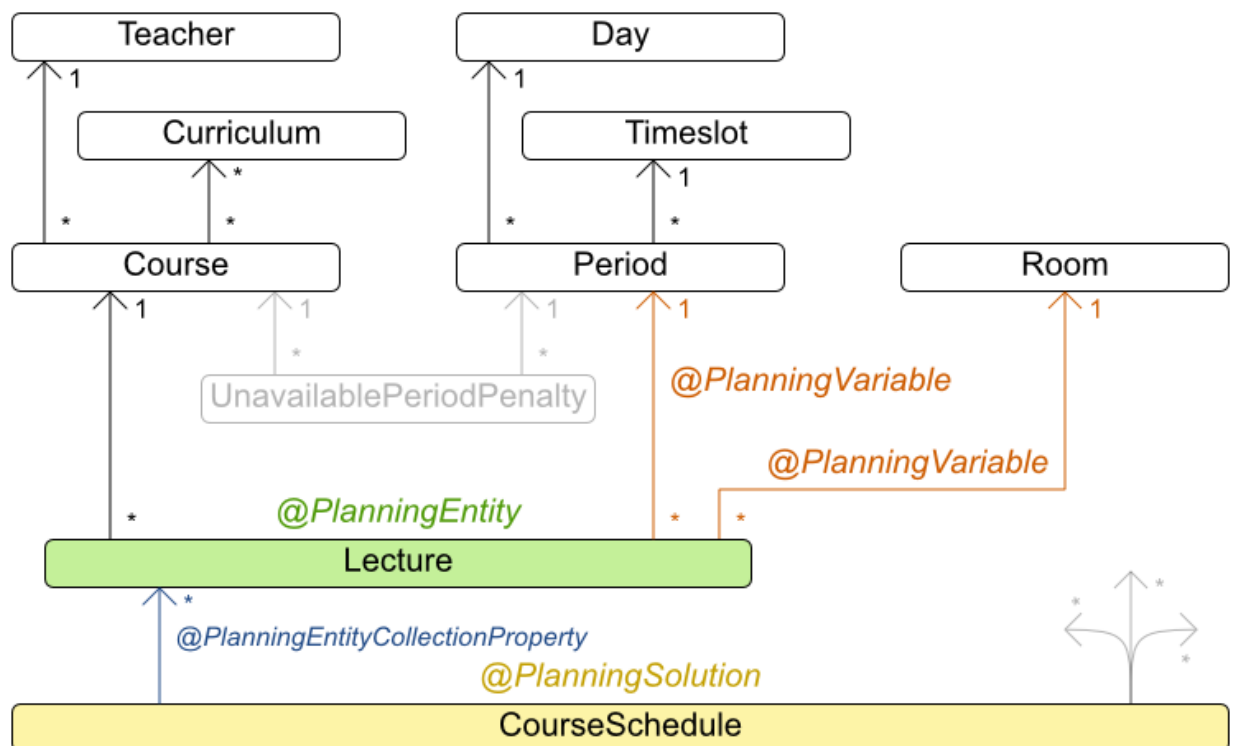 Teacher
Day
1
1
Curriculum
Timeslot
*
1
*
*
*
*
Course
Period
Room
1
1
1
1
1
*
*
UnavailablePeriodPenalty
@PlanningVariable
@PlanningVariable
*
@PlanningEntity
*
*
Lecture
*
*
*
@PlanningEntityCollectionProperty
*
@PlanningSolution
CourseSchedule